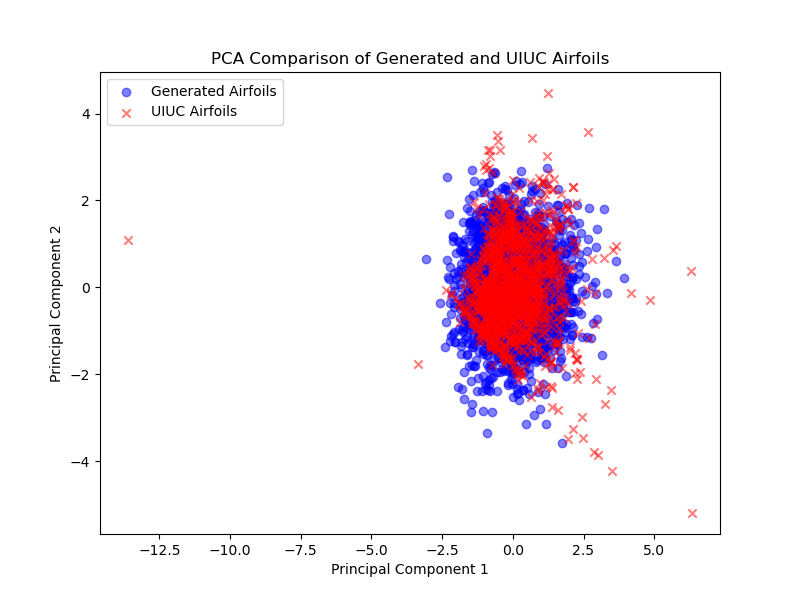 PCA Comparison of Generated and UIUC Airfoils
Generated Airfoils
UIUC Airfoils
Principal Component 2
4
2
0
−2
−4
−12.5 −10.0 −7.5 −5.0 −2.5 0.0 2.5 5.0
Principal Component 1